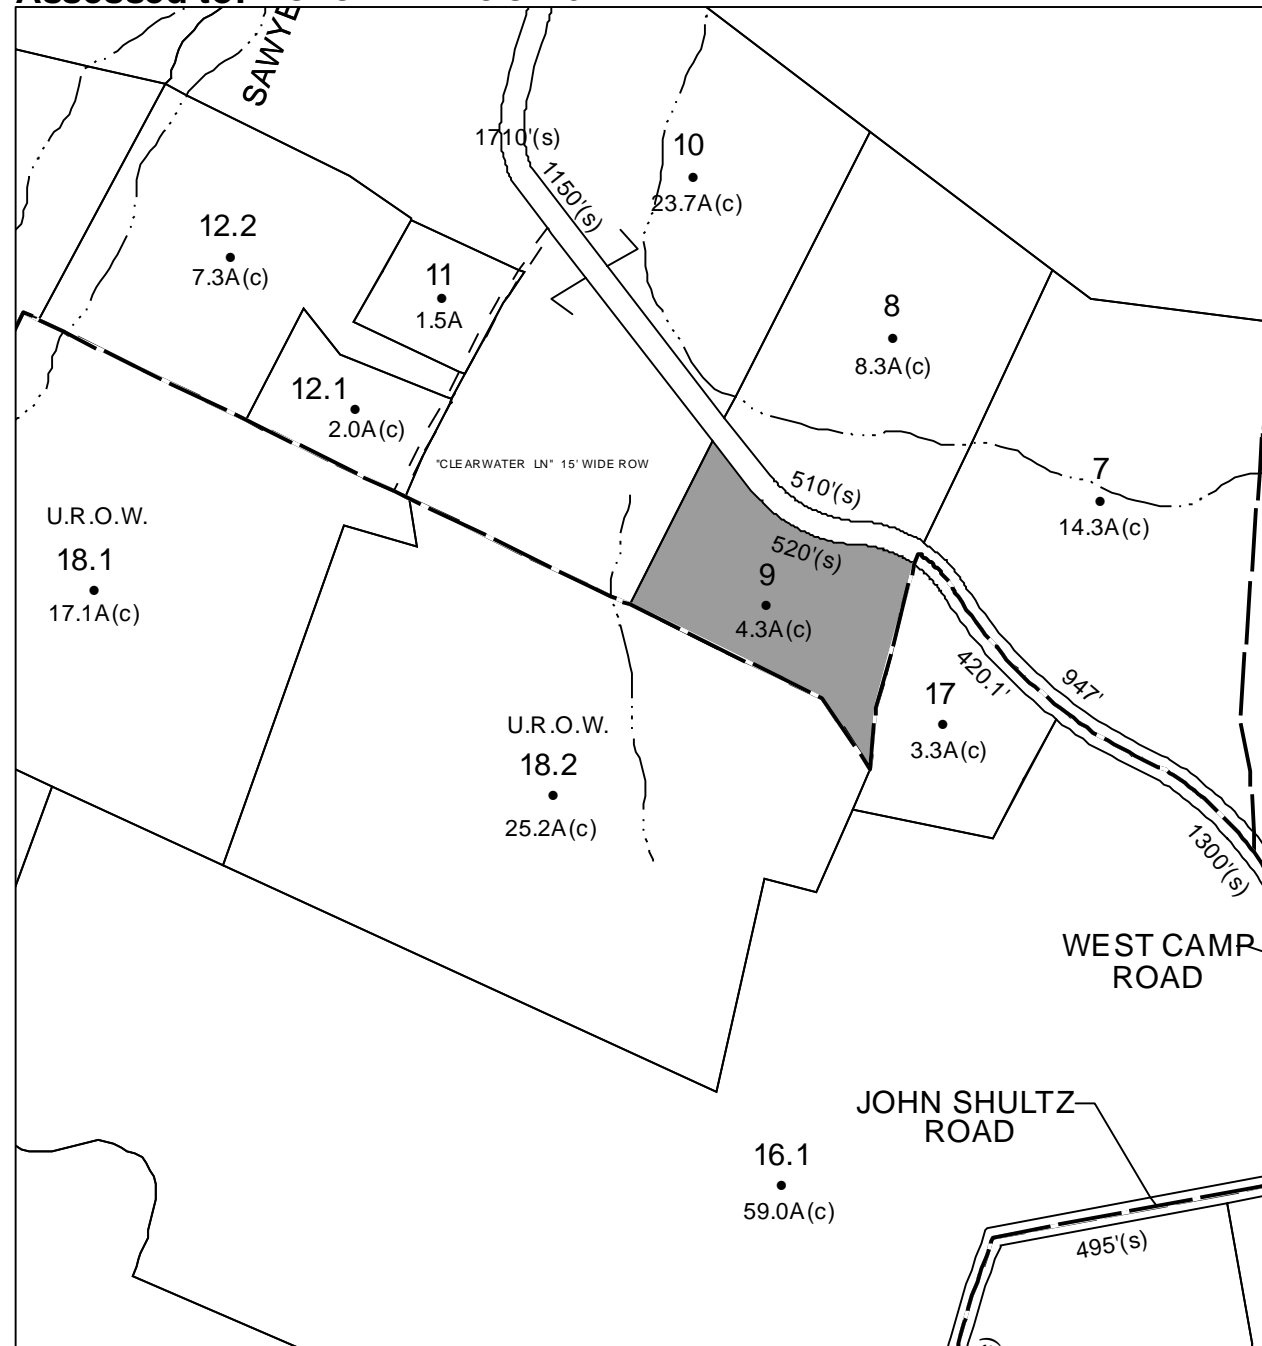 Assessed to:
SAWYE
1710'(s)
1150'(s)
10
23.7A(c)
12.2
7.3A(c)
11
1.5A
8
8.3A(c)
12.1
2.0A(c)
"CLEARWATER LN" 15' WIDE ROW
510'(s)
7
14.3A(c)
U.R.O.W.
18.1
17.1A(c)
520'(s)
9
4.3A(c)
420.1'
947'
17
3.3A(c)
U.R.O.W.
18.2
25.2A(c)
1300'(s)
WEST CAMP
ROAD
JOHN SHULTZ
ROAD
16.1
59.0A(c)
495'(s)